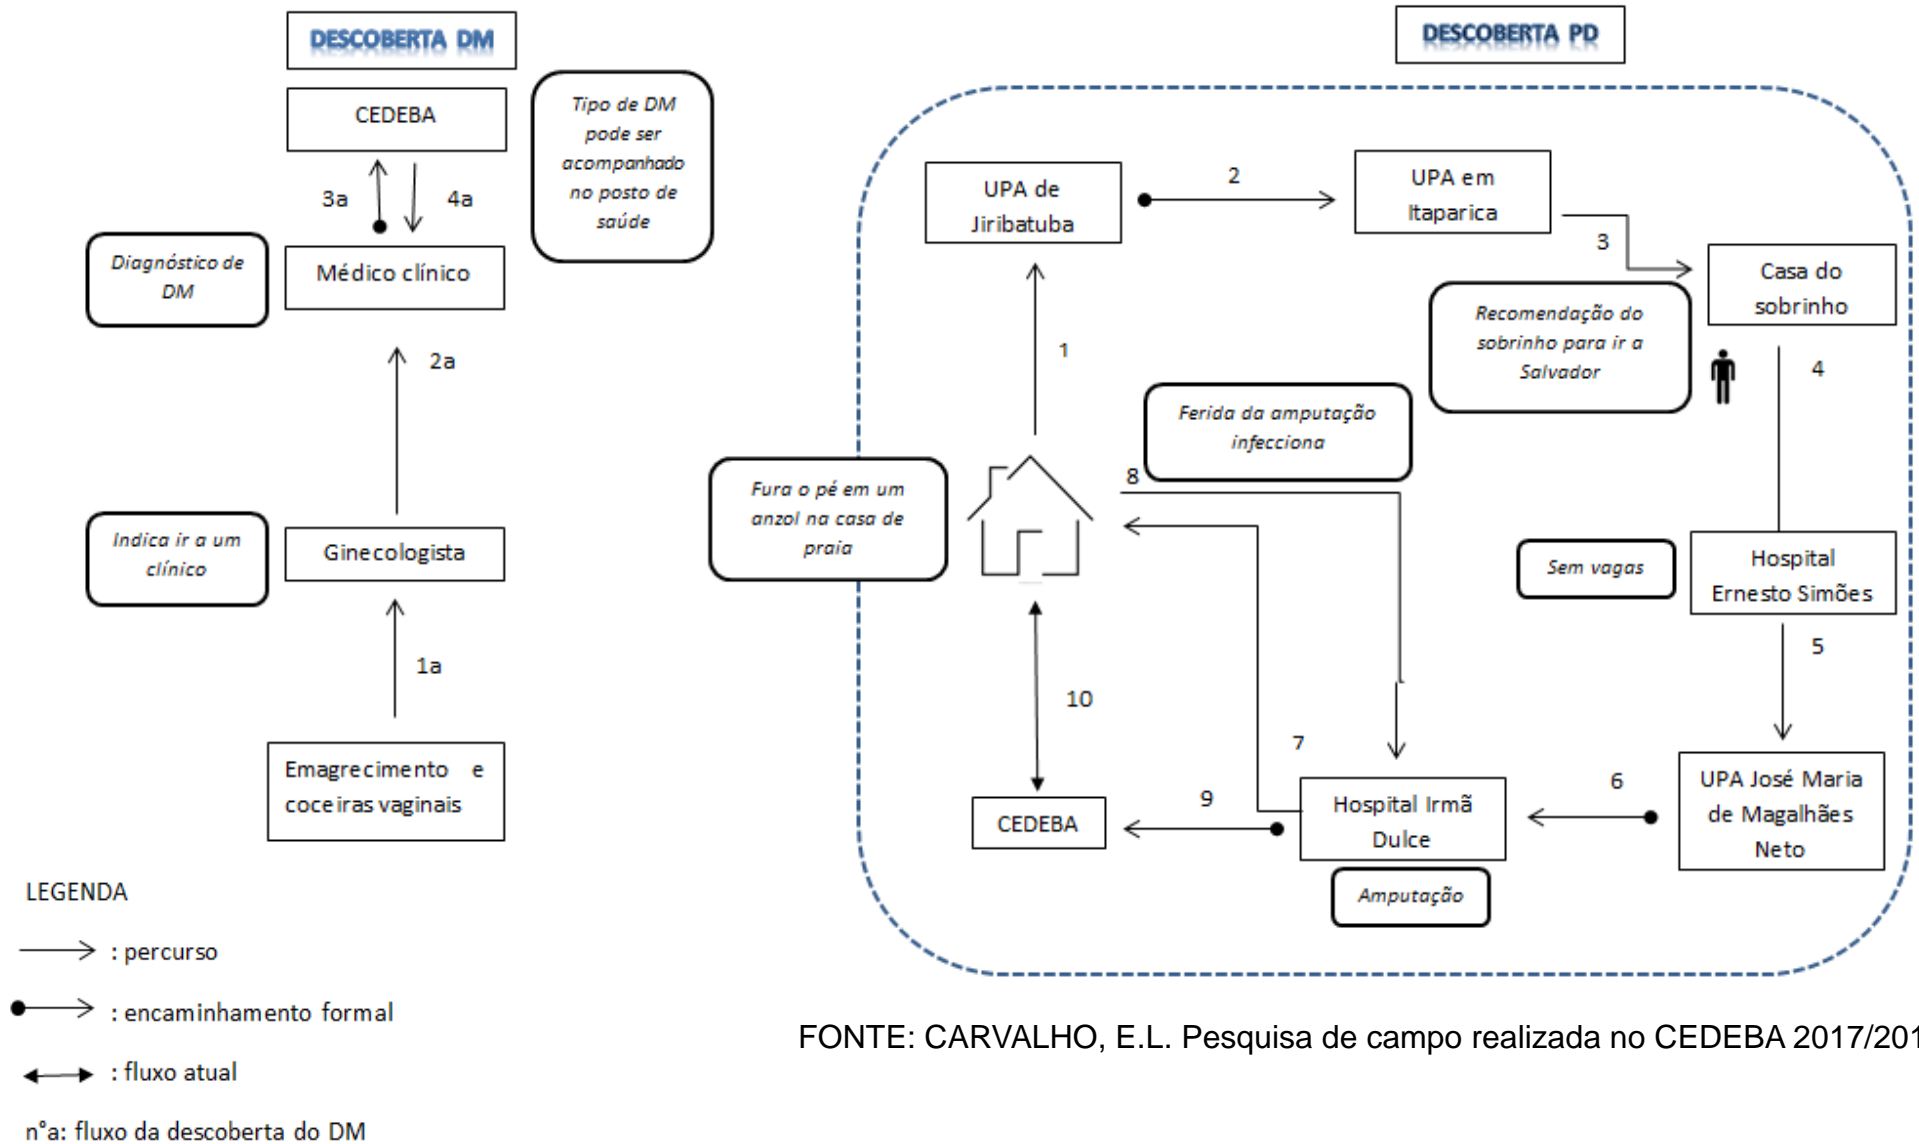 DESCOBERTA DM
CEDEBA
Tipo de DM
pode ser
acompanhado
no posto de
saúde
3a
4a
Diagnóstico de
DM
Médico clínico
2a
Indica ir a um
clínico
Ginecologista
1a
Emagrecimento e
coceiras vaginais
DESCOBERTA PD
UPA de
Jiribatuba
2
UPA em
Itaparica
3
Casa do
sobrinho
Recomendação do
sobrinho para ir a
Salvador
4
1
Ferida da amputação
infecciona
8
Fura o pé em um
anzol na casa de
praia
Sem vagas
Hospital
Ernesto Simões
5
10
7
6
UPA José Maria
de Magalhães
Neto
9
CEDEBA
Hospital Irmã
Dulce
Amputação
LEGENDA
: percurso
: encaminhamento formal
: fluxo atual
n°a: fluxo da descoberta do DM
FONTE: CARVALHO, E.L. Pesquisa de campo realizada no CEDEBA 2017/201